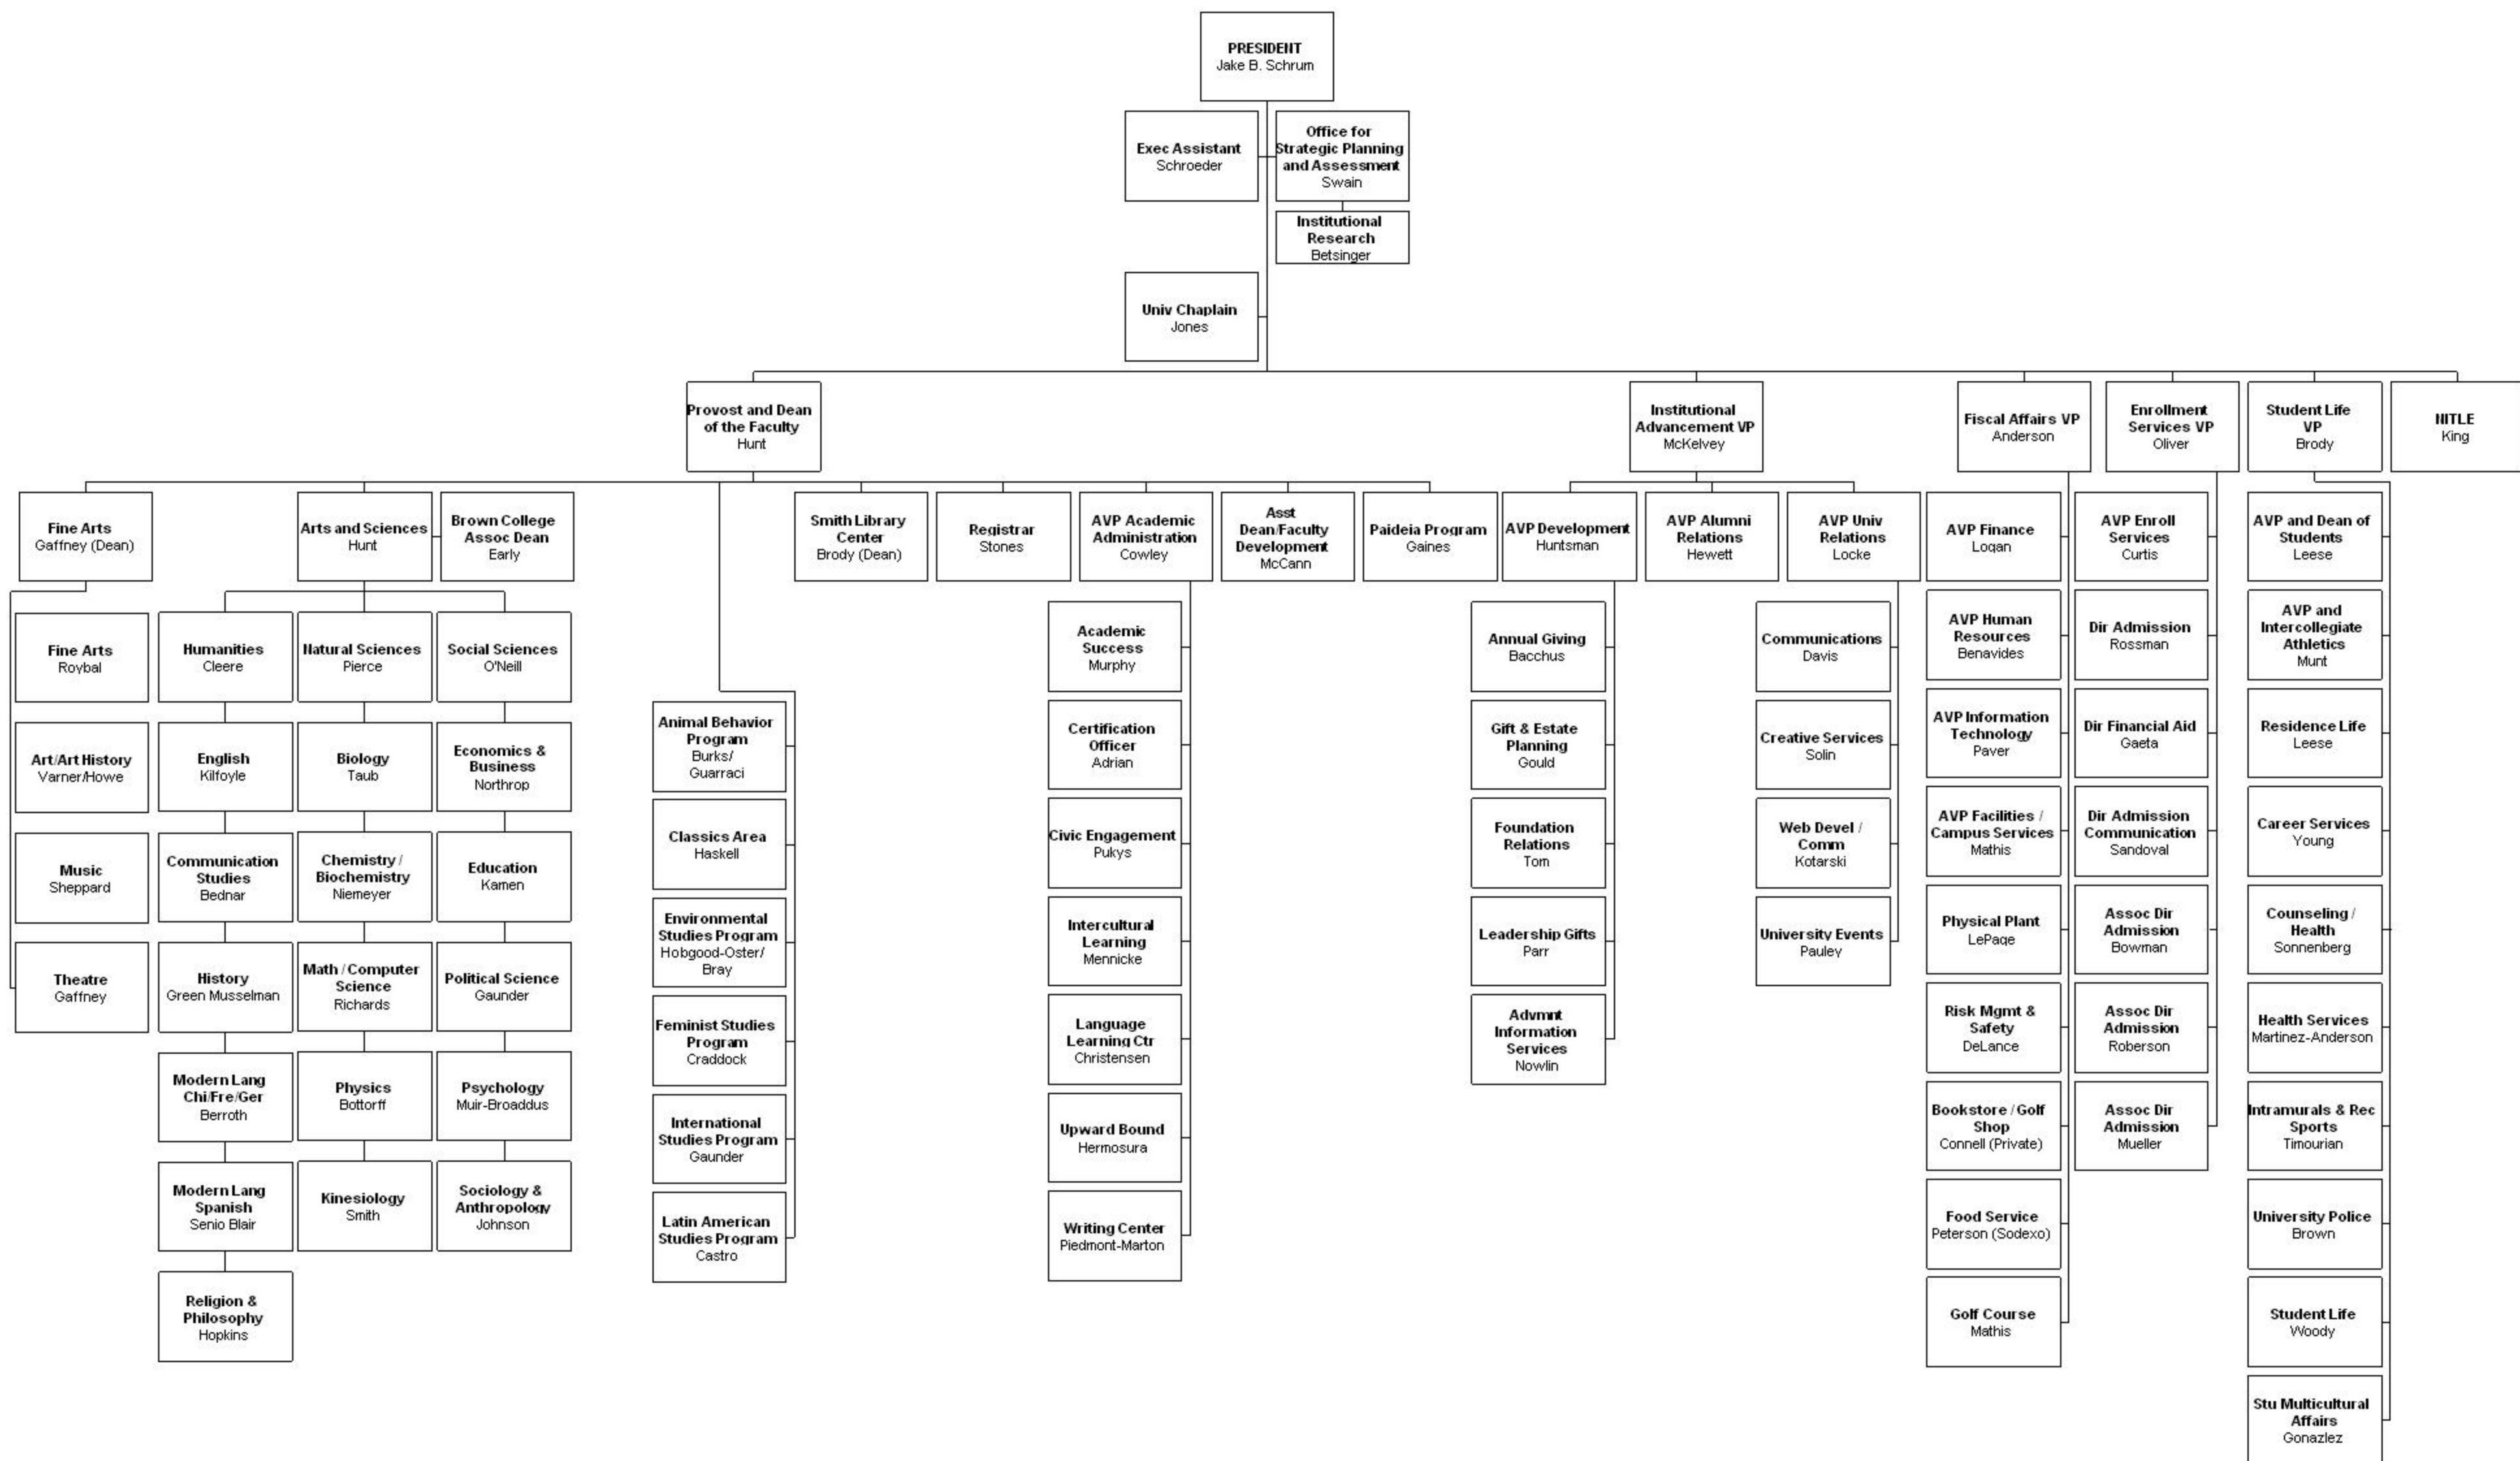 PRESIDENT
Jake B. Schrum
Exec Assistant
Schroeder
Office for
Strategic Planning
and Assessment
Swain
Institutional
Research
Betsinger
Univ Chaplain
Jones
Provost and Dean
of the Faculty
Hunt
Institutional
Advancement VP
McKelvey
Fiscal Affairs VP
Anderson
Enrollment
Services VP
Oliver
Student Life
VP
Brody
NITLE
King
Fine Arts
Gaffney (Dean)
Arts and Sciences
Hunt
Brown College
Assoc Dean
Early
Smith Library
Center
Brody (Dean)
Registrar
Stones
AVP Academic
Administration
Cowley
Asst
Dean/Faculty
Development
McCann
Paideia Program
Gaines
AVP Development
Huntsman
AVP Alumni
Relations
Hewett
AVP Univ
Relations
Locke
AVP Finance
Logan
AVP Enroll
Services
Curtis
AVP and Dean of
Students
Leese
Fine Arts
Roybal
Art/Art History
Varner/Howe
Music
Sheppard
Theatre
Gaffney
Humanities
Cleere
English
Kilfoyle
Communication
Studies
Bednar
History
Green Musselman
Modern Lang
Chi/Fre/Ger
Berroth
Modern Lang
Spanish
Senio Blair
Religion &
Philosophy
Hopkins
Natural Sciences
Pierce
Biology
Taub
Chemistry /
Biochemistry
Niemeyer
Math / Computer
Science
Richards
Physics
Bottorff
Kinesiology
Smith
Social Sciences
O'Neill
Economics &
Business
Northrop
Education
Kamen
Political Science
Gaunder
Psychology
Muir-Broaddus
Sociology &
Anthropology
Johnson
Animal Behavior
Program
Burks/
Guarraci
Classics Area
Haskell
Environmental
Studies Program
Hobgood-Oster/
Bray
Feminist Studies
Program
Craddock
International
Studies Program
Gaunder
Latin American
Studies Program
Castro
Academic
Success
Murphy
Certification
Officer
Adrian
Civic Engagement
Pukys
Intercultural
Learning
Mennicke
Language
Learning Ctr
Christensen
Upward Bound
Hermosura
Writing Center
Piedmont-Marton
Annual Giving
Bacchus
Gift & Estate
Planning
Gould
Foundation
Relations
Tom
Leadership Gifts
Parr
Advmnt
Information
Services
Nowlin
Communications
Davis
Creative Services
Solin
Web Devel /
Comm
Kotarski
University Events
Pauley
AVP Human
Resources
Benavides
AVP Information
Technology
Paver
AVP Facilities /
Campus Services
Mathis
Physical Plant
LePage
Risk Mgmt &
Safety
DeLance
Bookstore / Golf
Shop
Connell (Private)
Food Service
Peterson (Sodexo)
Golf Course
Mathis
Dir Admission
Rossman
Dir Financial Aid
Gaeta
Dir Admission
Communication
Sandoval
Assoc Dir
Admission
Bowman
Assoc Dir
Admission
Roberson
Assoc Dir
Admission
Mueller
AVP and
Intercollegiate
Athletics
Munt
Residence Life
Leese
Career Services
Young
Counseling /
Health
Sonnenberg
Health Services
Martinez-Anderson
Intramurals & Rec
Sports
Timourian
University Police
Brown
Student Life
Woody
Stu Multicultural
Affairs
Gonazlez